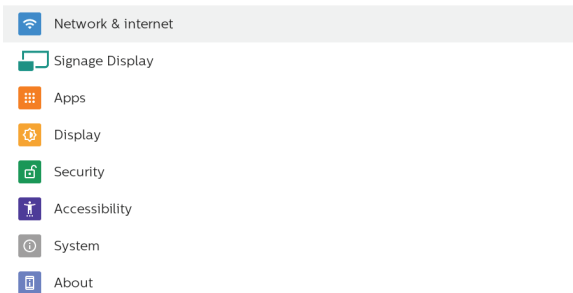 Network & internet
Signage Display
Apps
Display
Security
Accessibility
System
About